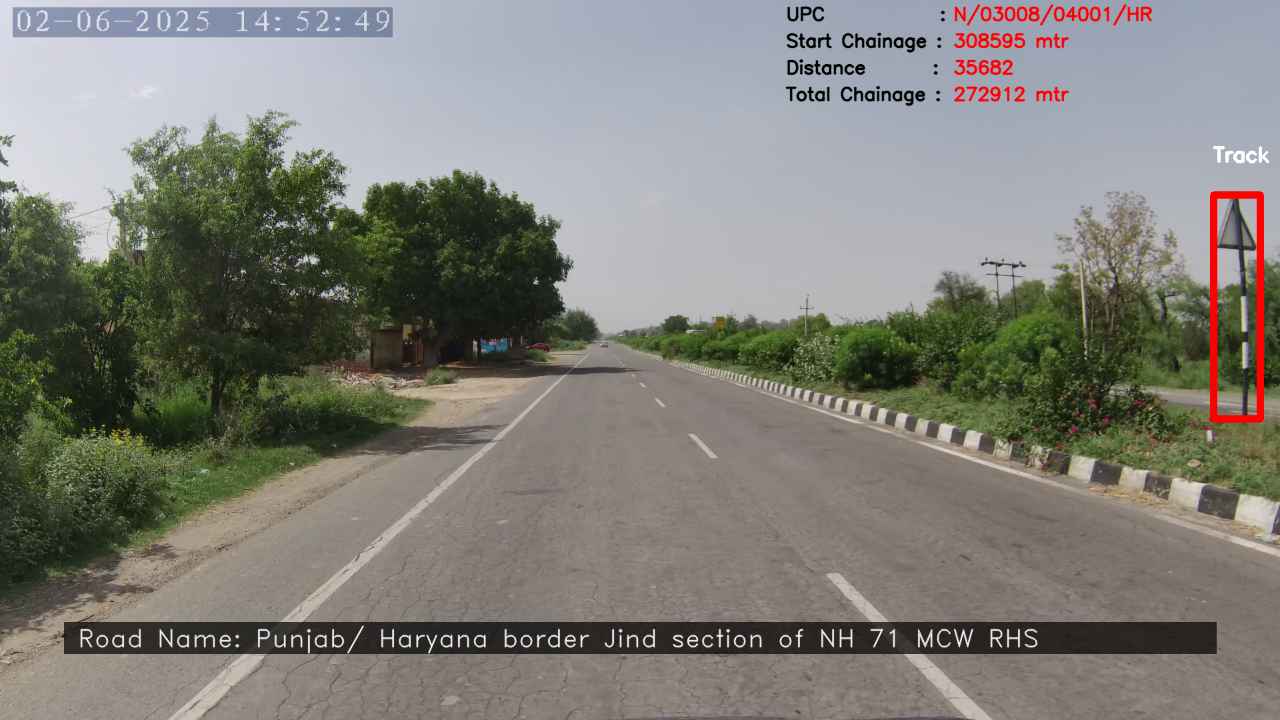 02-06-2025 14:52:49
UPC : N/03008/04001/HR
Start Chainage : 308595 mtr
Distance : 35682
Total Chainage : 272912 mtr
Track
Road Name: Punjab/ Haryana border Jind section of NH 71 MCW RHS